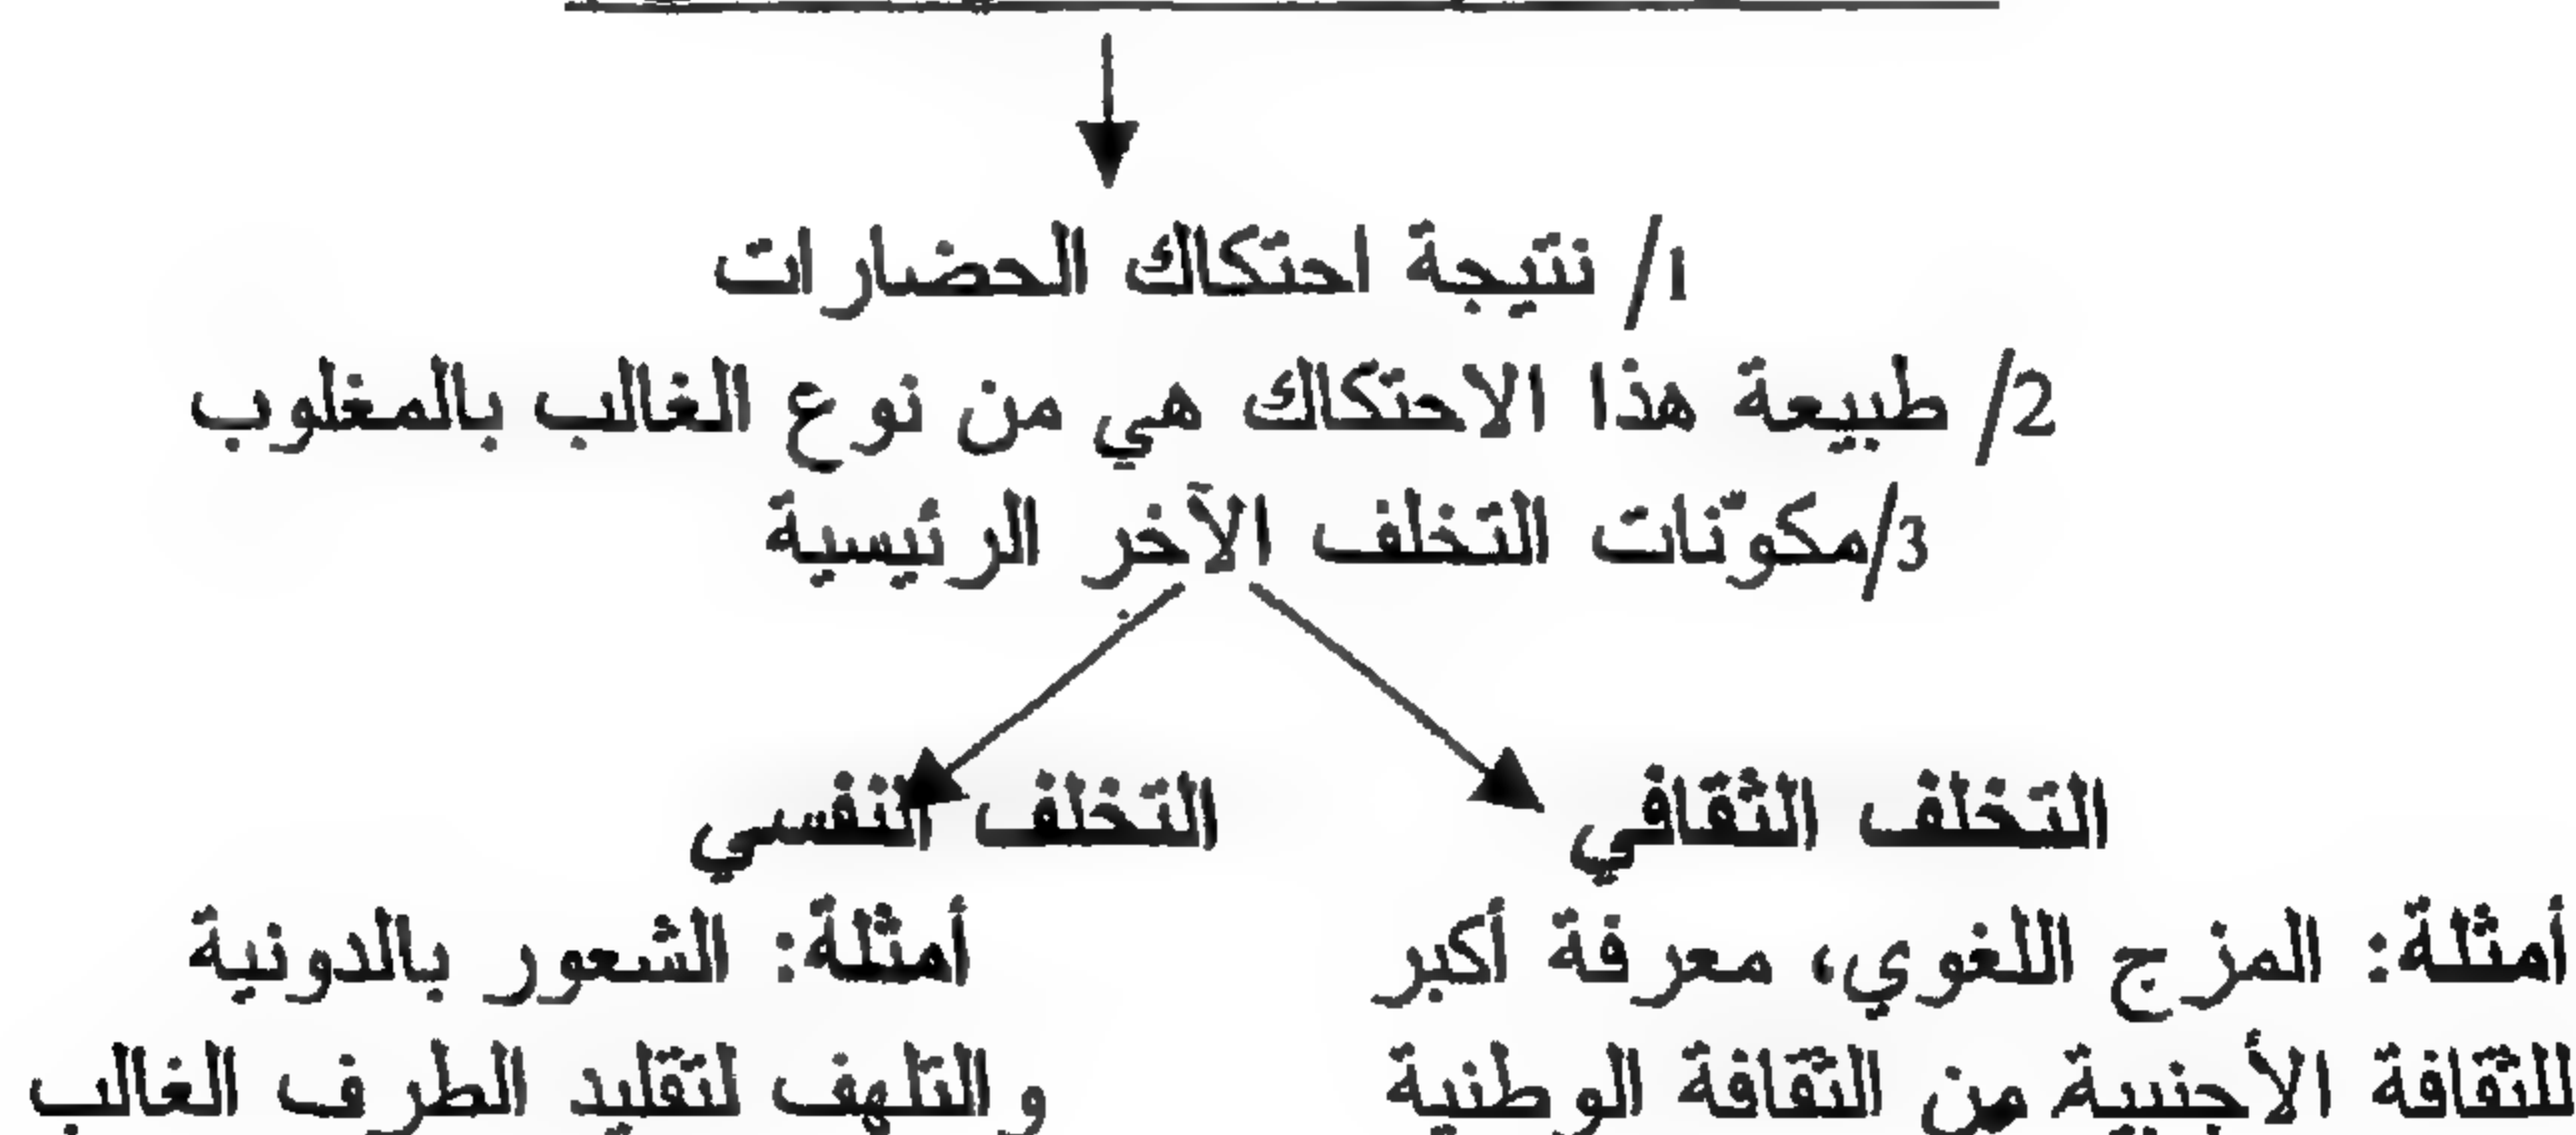 1/ نتيجة احتكاك الحضارات
2/ طبيعة هذا الاحتكاك هي من نوع الغالب بالمغلوب
3/مكوّنات التخلف الآخر الرئيسية
التخلف الثقافي
أمثلة: المزج اللغوي، معرفة أكبر
للثقافة الأجنبية من الثقافة الوطنية
التخلف النفسي
أمثلة: الشعور بالدونية
والتلهف لتقليد الطرف الغالب